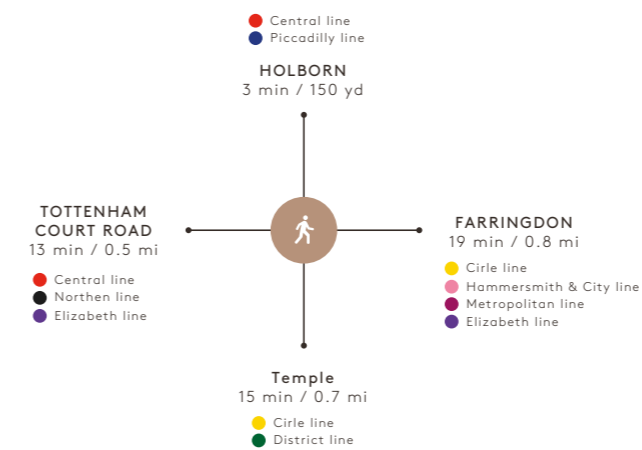 Central line
Piccadilly line
HOLBORN
3 min / 150 yd
TOTTENHAM
COURT ROAD
13 min / 0.5 mi
Central line
Northen line
Elizabeth line
FARRINGDON
19 min / 0.8 mi
Cirle line
Hammersmith & City line
Metropolitan line
Elizabeth line
Temple
15 min / 0.7 mi
Cirle line
District line